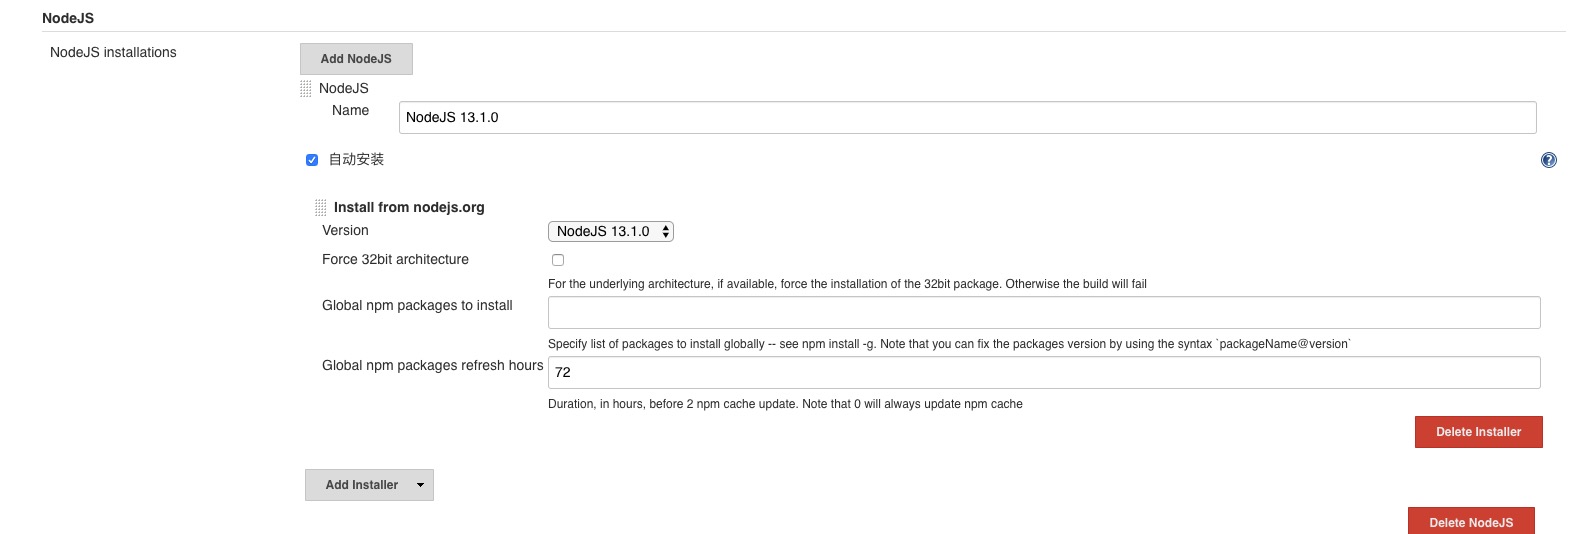 NodeJS
NodeJS installations
Add NodeJS
NodeJS
Name
NodeJS 13.1.0
自动安装
?
Install from nodejs.org
Version
NodeJS 13.1.0
Force 32bit architecture
For the underlying architecture, if available, force the installation of the 32bit package. Otherwise the build will fail
Global npm packages to install
Specify list of packages to install globally -- see npm install -g. Note that you can fix the packages version by using the syntax `packageName@version`
Global npm packages refresh hours
72
Duration, in hours, before 2 npm cache update. Note that 0 will always update npm cache
Delete Installer
Add Installer
Delete NodeJS